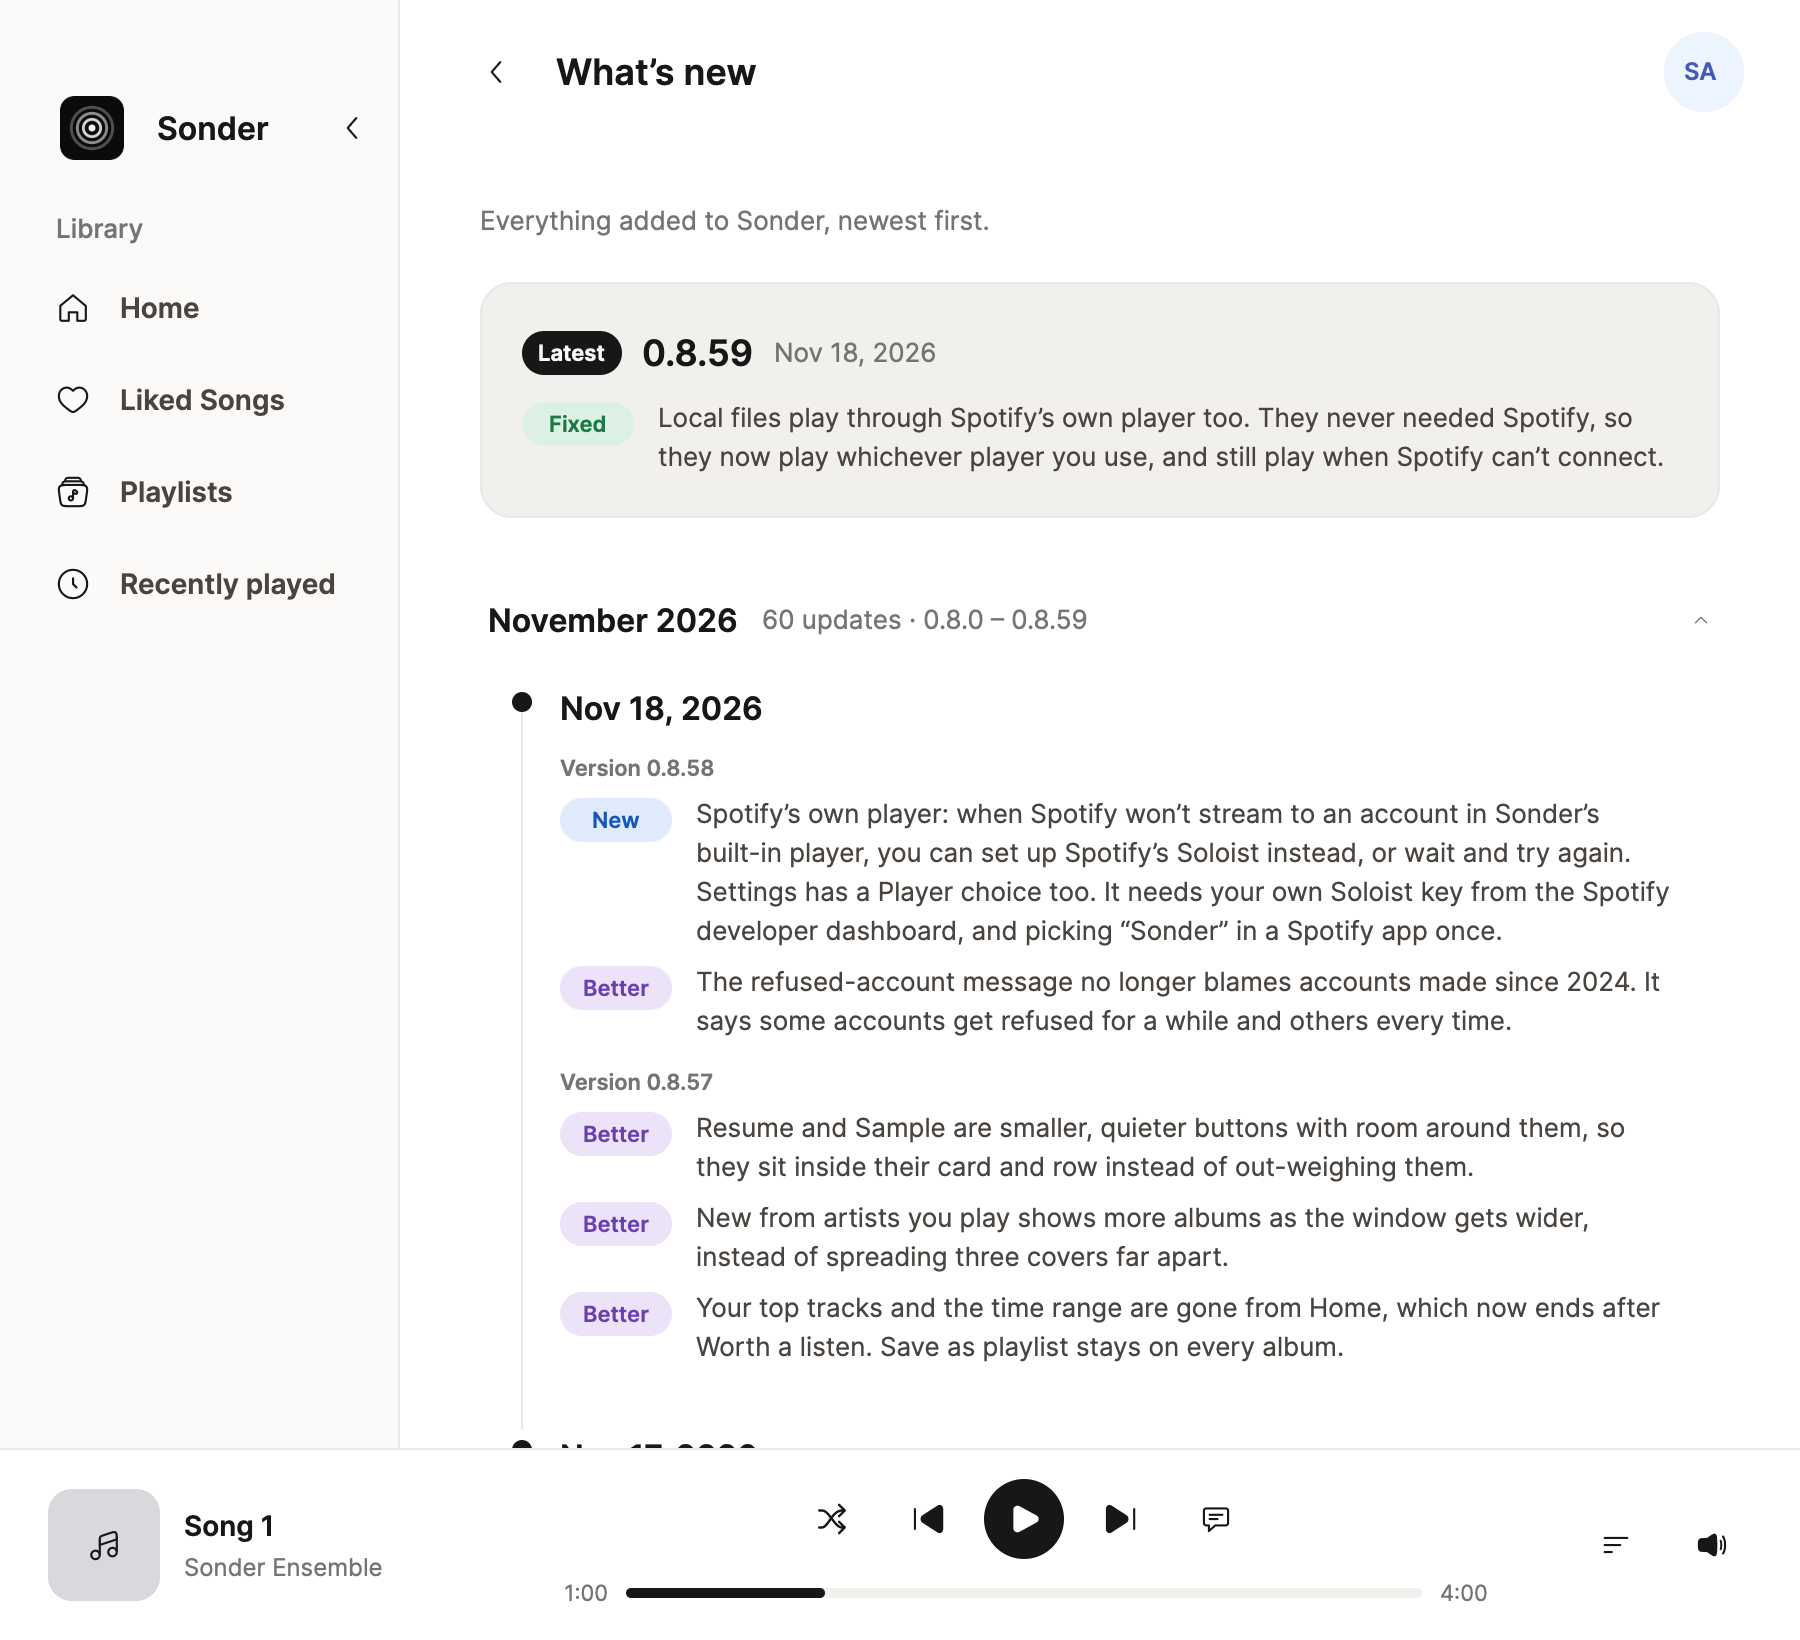 Sonder
Library
Home
Liked Songs
Playlists
Recently played
What’s new
SA
Everything added to Sonder, newest first.
Latest 0.8.59 Nov 18, 2026
Fixed Local files play through Spotify’s own player too. They never needed Spotify, so
they now play whichever player you use, and still play when Spotify can’t connect.
November 2026 60 updates · 0.8.0 – 0.8.59
Nov 18, 2026
Version 0.8.58
New Spotify’s own player: when Spotify won’t stream to an account in Sonder’s
built-in player, you can set up Spotify’s Soloist instead, or wait and try again.
Settings has a Player choice too. It needs your own Soloist key from the Spotify
developer dashboard, and picking “Sonder” in a Spotify app once.
Better The refused-account message no longer blames accounts made since 2024. It
says some accounts get refused for a while and others every time.
Version 0.8.57
Better Resume and Sample are smaller, quieter buttons with room around them, so
they sit inside their card and row instead of out-weighing them.
Better New from artists you play shows more albums as the window gets wider,
instead of spreading three covers far apart.
Better Your top tracks and the time range are gone from Home, which now ends after
Worth a listen. Save as playlist stays on every album.
Song 1
Sonder Ensemble
1:00
4:00